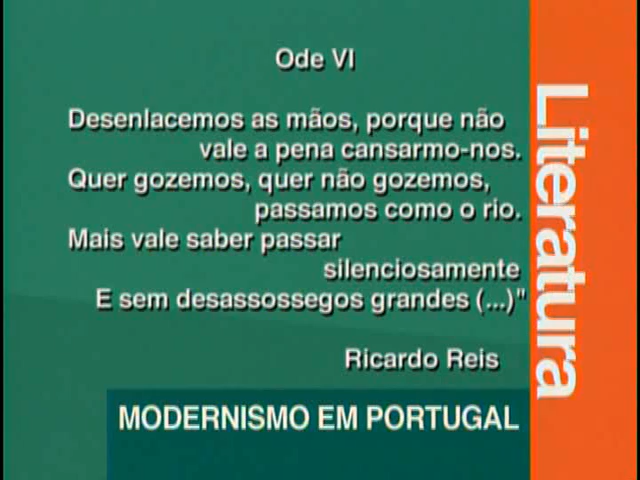 Ode VI
Desenlacemos as mãos, porque não
vale a pena cansarmo-nos.
Quer gozemos, quer não gozemos,
passamos como o rio.
Mais vale saber passar
silenciosamente
E sem desassossegos grandes (...)"
Ricardo Reis
MODERNISMO EM PORTUGAL
Literatura